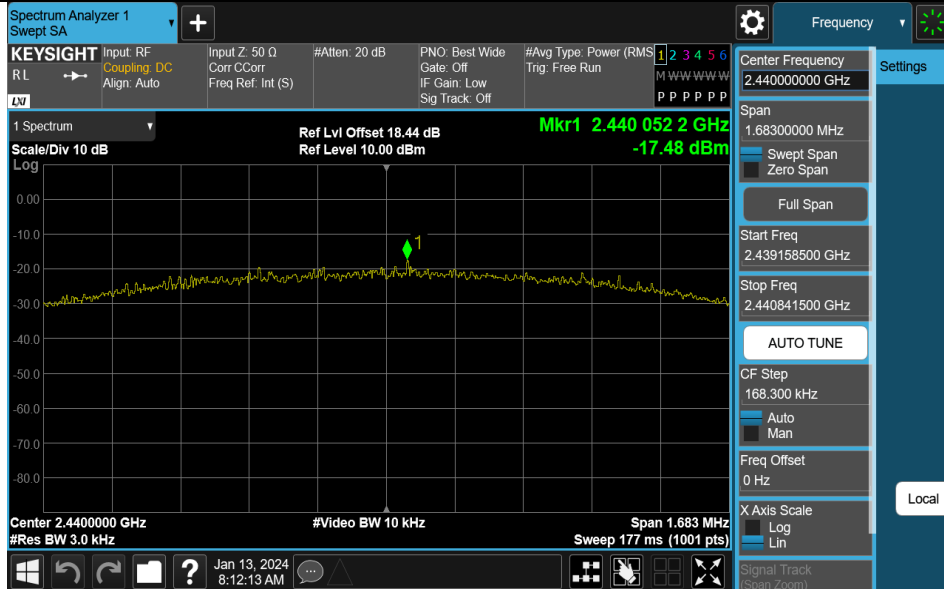 Spectrum Analyzer 1
Swept SA
+
Frequency
KEYSIGHT
RL
LXI
Input: RF
Coupling: DC
Align: Auto
Input Z: 50 Ω
Corr CCorr
Freq Ref: Int (S)
#Atten: 20 dB
PNO: Best Wide
Gate: Off
IF Gain: Low
Sig Track: Off
#Avg Type: Power (RMS
Trig: Free Run
1 2 3 4 5 6
M W W W W W
P P P P P P
1 Spectrum
Scale/Div 10 dB
Ref Lvl Offset 18.44 dB
Ref Level 10.00 dBm
Mkr1 2.440 052 2 GHz
-17.48 dBm
Log
0.00
-10.0
-20.0
-30.0
-40.0
-50.0
-60.0
-70.0
-80.0
1
Center 2.4400000 GHz
#Res BW 3.0 kHz
#Video BW 10 kHz
Span 1.683 MHz
Sweep 177 ms (1001 pts)
?
Jan 13, 2024
8:12:13 AM
Center Frequency
2.440000000 GHz
Span
1.68300000 MHz
Swept Span
Zero Span
Full Span
Start Freq
2.439158500 GHz
Stop Freq
2.440841500 GHz
AUTO TUNE
CF Step
168.300 kHz
Auto
Man
Freq Offset
0 Hz
X Axis Scale
Log
Lin
Signal Track
(Span Zoom)
Settings
Local